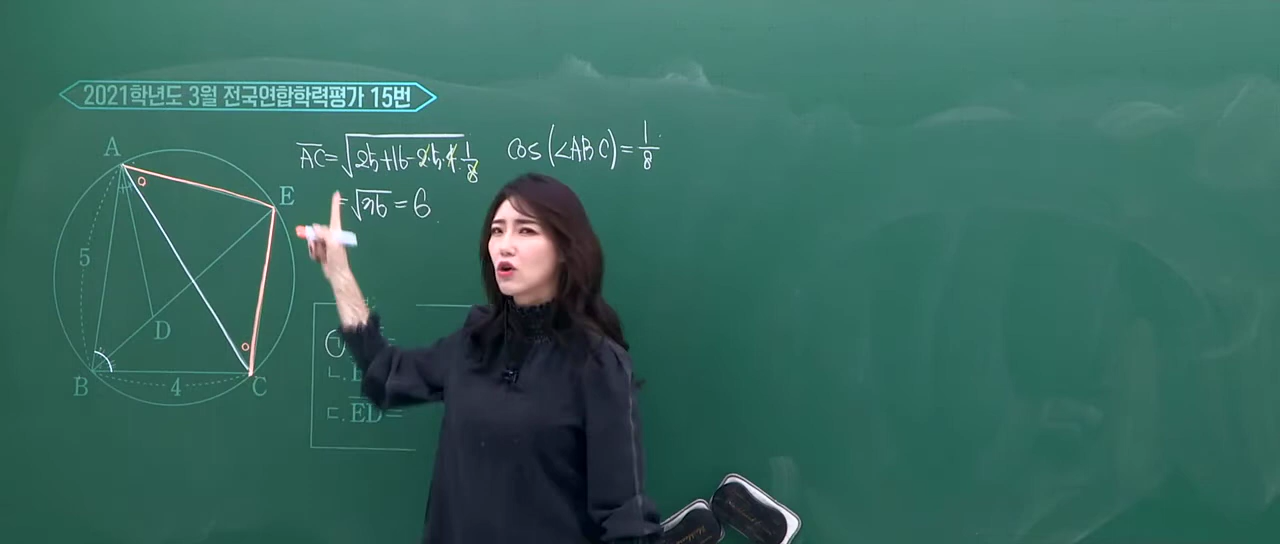 2021학년도 3월 전국연합학력평가 15번
AC=√25+16-2·5·4·1/8
cos(∠ABC)=1/8
=√36=6.
A
E
5
D
B
4
C
ㄱ.
ㄴ.
ㄷ. ED=